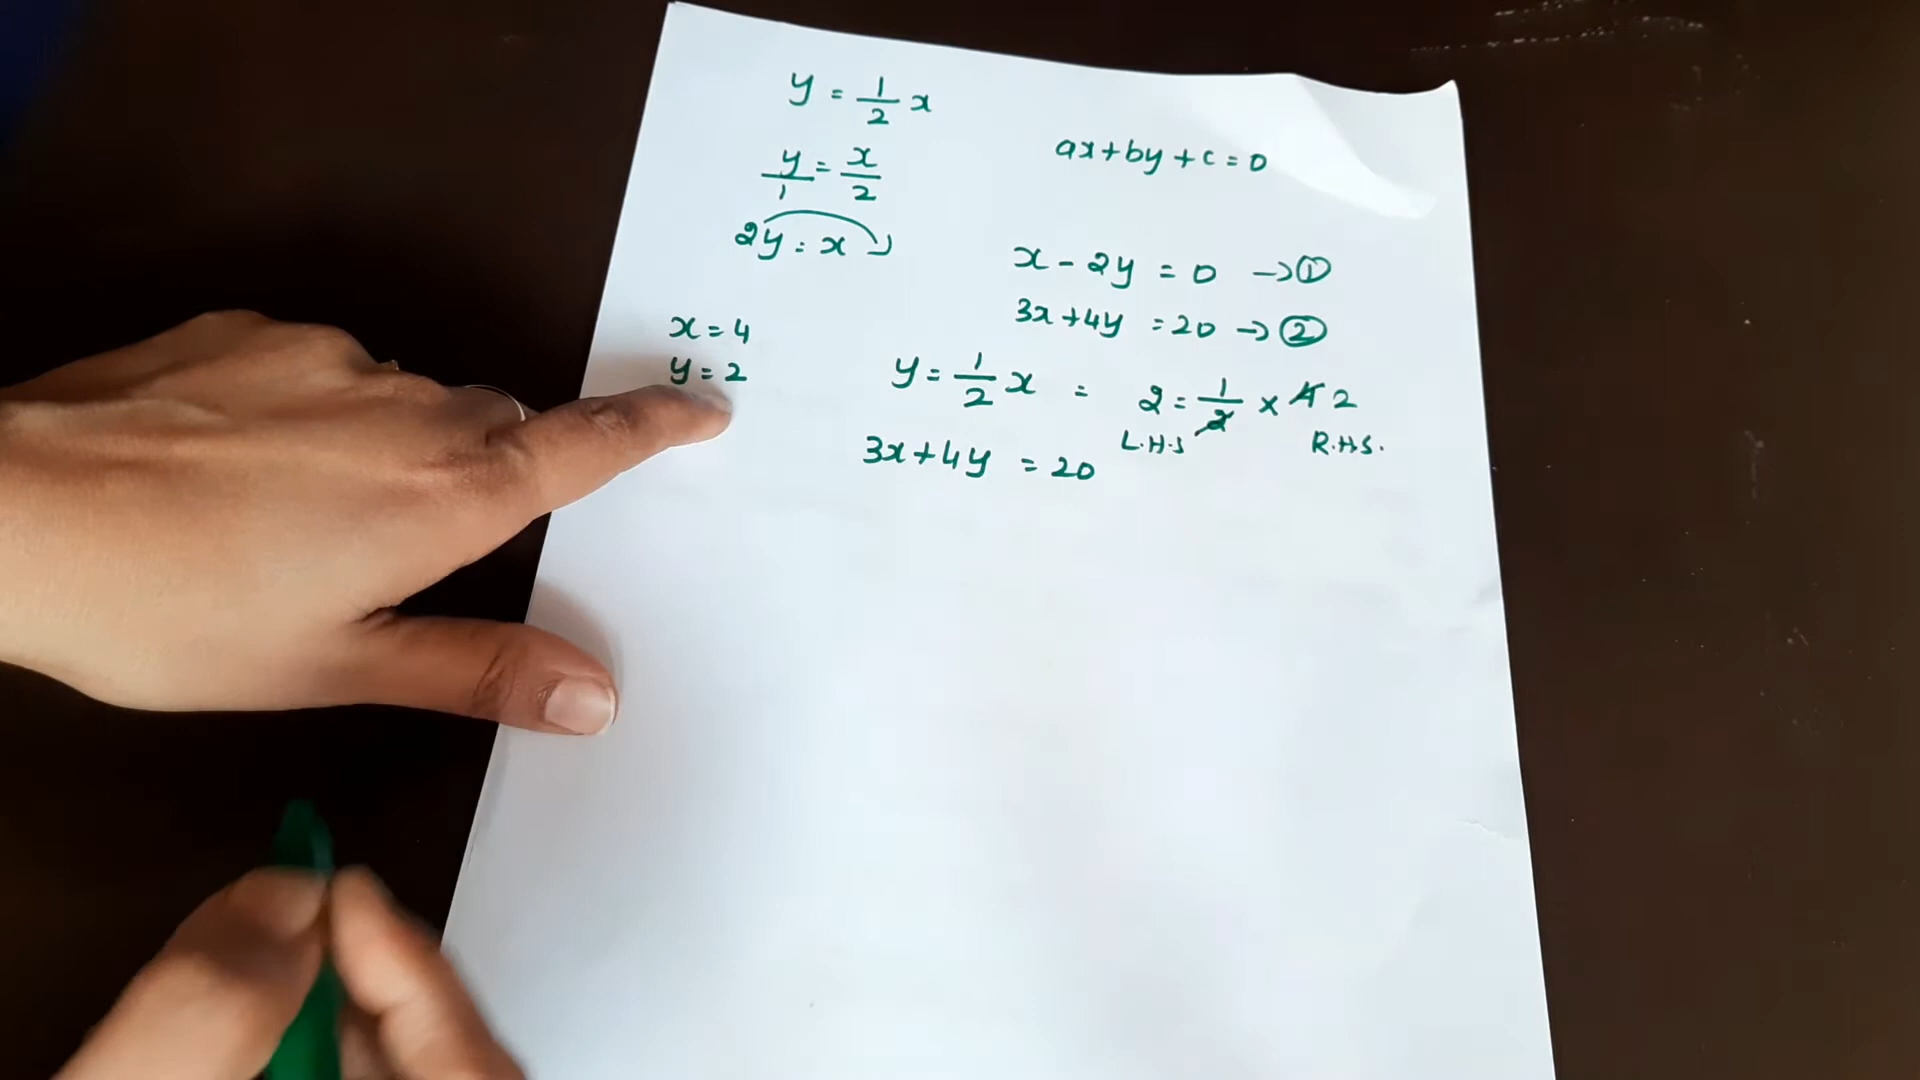 y = 1/2 x
ax+by+c=0
y/1 = x/2
2y = x
x - 2y = 0 → ①
3x+4y = 20 → ②
x = 4
y = 2
y = 1/2 x = 2 = 1/2 × 4 2
L.H.S R.H.S.
3x+4y = 20